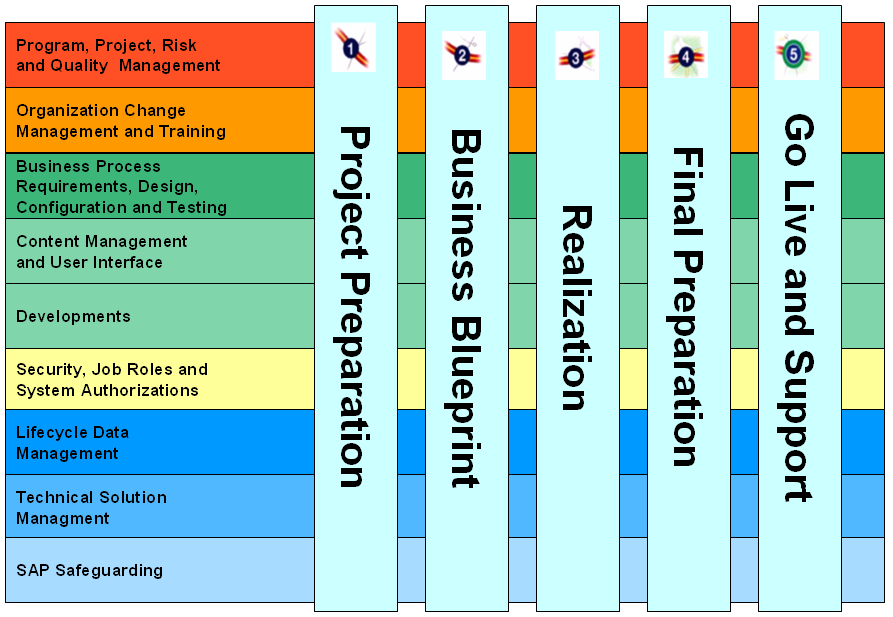 Program, Project, Risk
and Quality Management
Organization Change
Management and Training
Business Process
Requirements, Design,
Configuration and Testing
Content Management
and User Interface
Developments
Security, Job Roles and
System Authorizations
Lifecycle Data
Management
Technical Solution
Managment
SAP Safeguarding
1
Project Preparation
2
Business Blueprint
3
Realization
4
Final Preparation
5
Go Live and Support